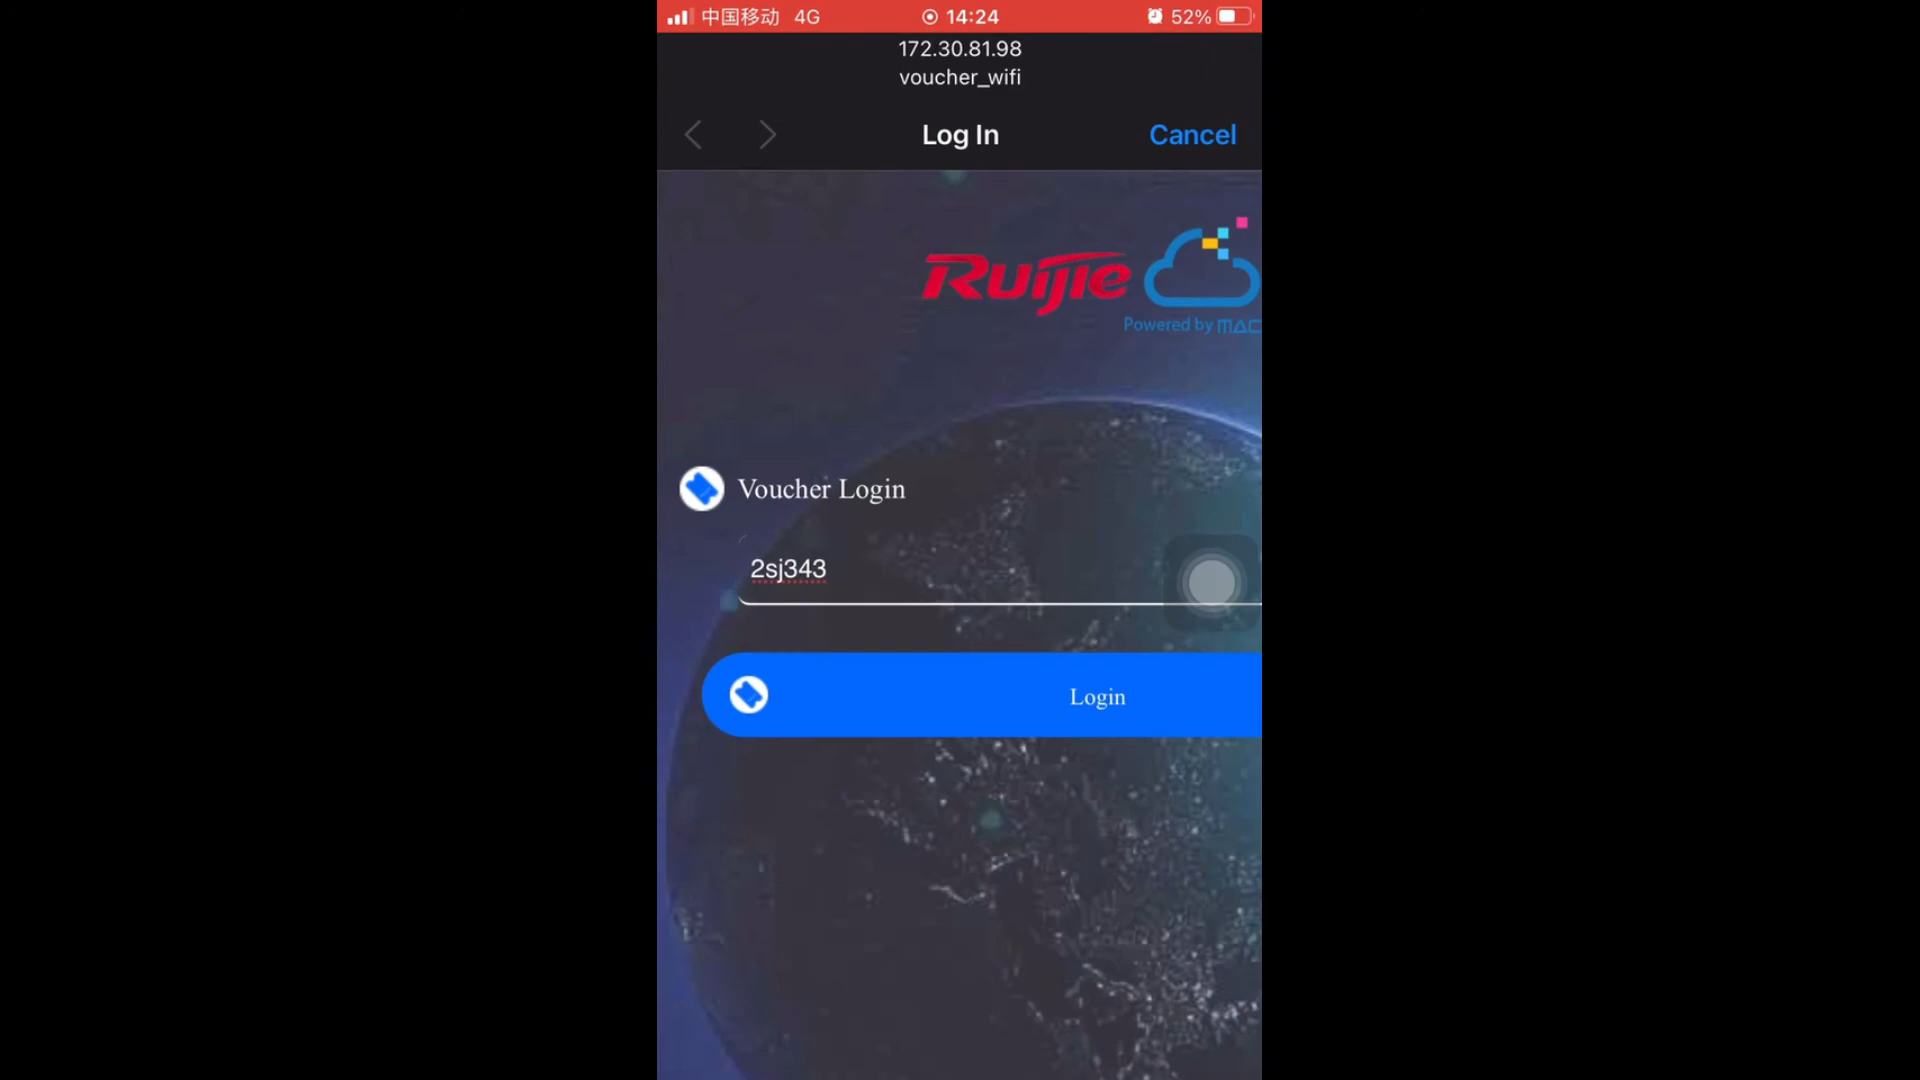 中国移动 4G 14:24 52%
172.30.81.98
voucher_wifi
Log In Cancel
Ruijie
Powered by MAC
Voucher Login
2sj343
Login